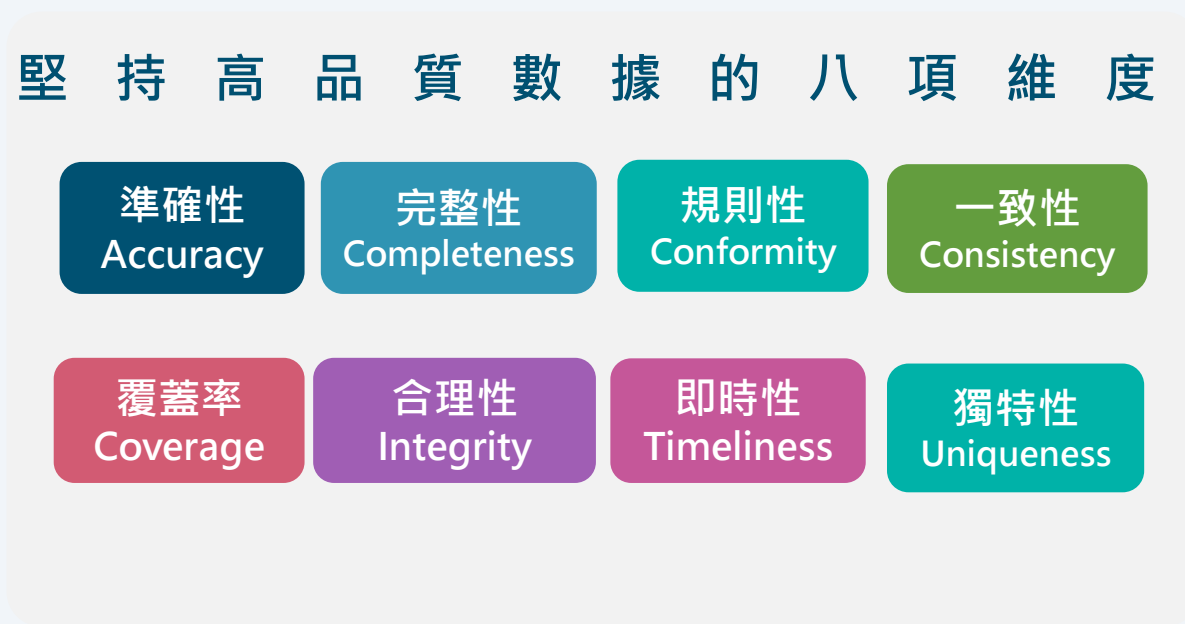 堅持高品質數據的八項維度
準確性
Accuracy
完整性
Completeness
規則性
Conformity
一致性
Consistency
覆蓋率
Coverage
合理性
Integrity
即時性
Timeliness
獨特性
Uniqueness